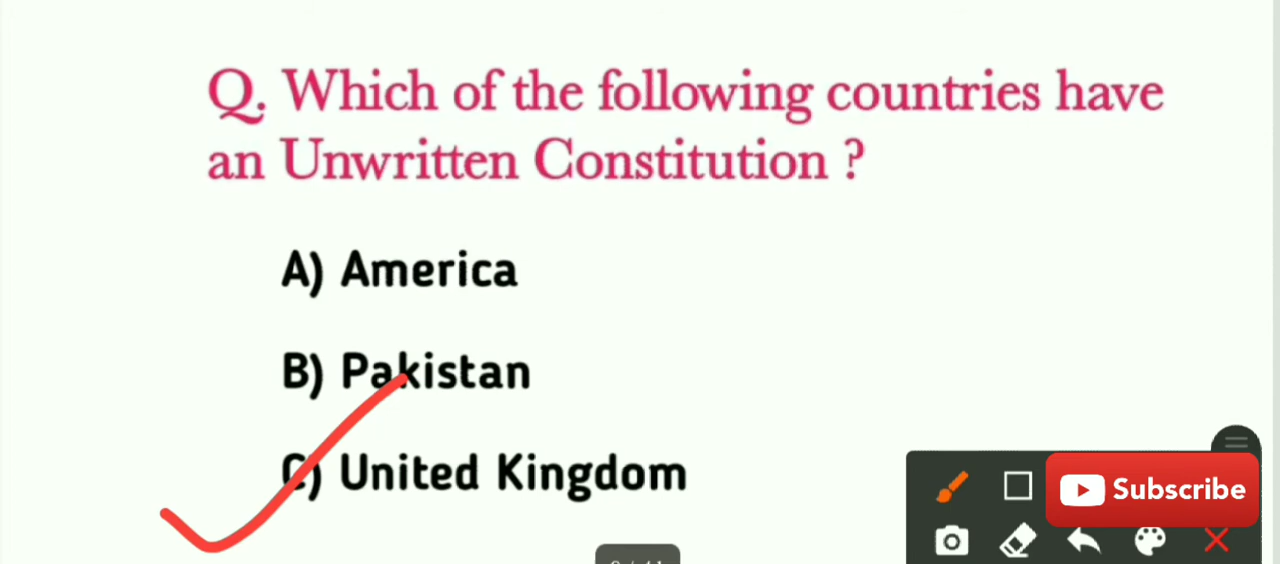 Q. Which of the following countries have
an Unwritten Constitution ?
A) America
B) Pakistan
C) United Kingdom
Subscribe